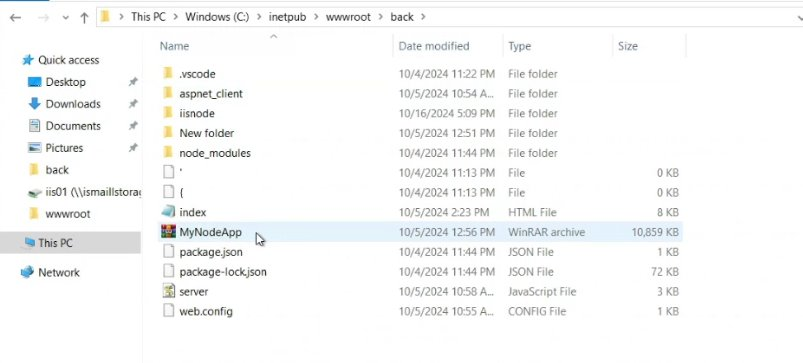 This PC > Windows (C:) > inetpub > wwwroot > back >
Name Date modified Type Size
Quick access
Desktop
Downloads
Documents
Pictures
back
iis01 (\\ismaillstorag
wwwroot
This PC
Network
.vscode 10/4/2024 11:22 PM File folder
aspnet_client 10/5/2024 10:54 A... File folder
iisnode 10/16/2024 5:09 PM File folder
New folder 10/5/2024 12:51 PM File folder
node_modules 10/4/2024 11:44 PM File folder
' 10/4/2024 11:13 PM File 0 KB
{ 10/4/2024 11:13 PM File 0 KB
index 10/5/2024 2:23 PM HTML File 8 KB
MyNodeApp 10/5/2024 12:56 PM WinRAR archive 10,859 KB
package.json 10/4/2024 11:44 PM JSON File 1 KB
package-lock.json 10/4/2024 11:44 PM JSON File 72 KB
server 10/5/2024 10:58 A... JavaScript File 3 KB
web.config 10/5/2024 10:55 A... CONFIG File 1 KB